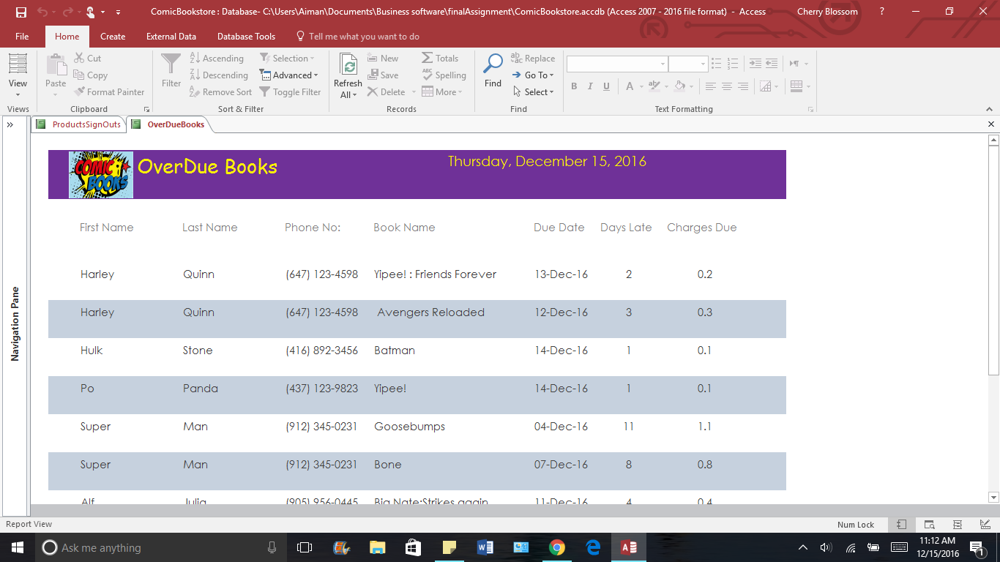 ComicBookstore : Database- C:\Users\Aiman\Documents\Business software\finalAssignment\ComicBookstore.accdb (Access 2007 - 2016 file format) - Access Cherry Blossom ?
File Home Create External Data Database Tools Tell me what you want to do
View
Views
Paste
Cut
Copy
Format Painter
Clipboard
Filter
Ascending
Descending
Remove Sort
Selection
Advanced
Toggle Filter
Sort & Filter
Refresh
All
New
Save
Delete
Totals
Spelling
More
Records
Find
Replace
Go To
Select
Find
B I U A
Text Formatting
ProductsSignOuts OverDueBooks
Navigation Pane
COMIC
BOOKS
OverDue Books Thursday, December 15, 2016
First Name Last Name Phone No: Book Name Due Date Days Late Charges Due
Harley Quinn (647) 123-4598 Yipee! : Friends Forever 13-Dec-16 2 0.2
Harley Quinn (647) 123-4598 Avengers Reloaded 12-Dec-16 3 0.3
Hulk Stone (416) 892-3456 Batman 14-Dec-16 1 0.1
Po Panda (437) 123-9823 Yipee! 14-Dec-16 1 0.1
Super Man (912) 345-0231 Goosebumps 04-Dec-16 11 1.1
Super Man (912) 345-0231 Bone 07-Dec-16 8 0.8
Alf Julia (905) 956-0445 Big Nate:Strikes again 11-Dec-16 4 0.4
Report View Num Lock
Ask me anything
11:12 AM
12/15/2016
1